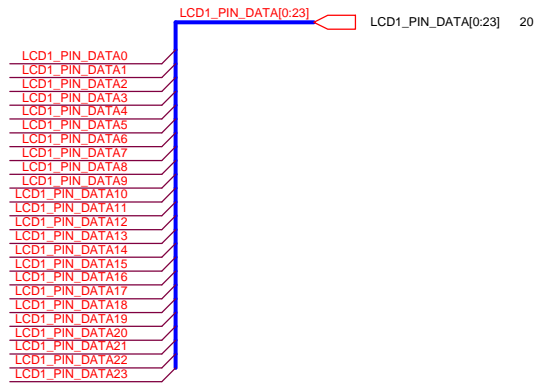 LCD1_PIN_DATA[0:23]
LCD1_PIN_DATA[0:23] 20
LCD1_PIN_DATA0
LCD1_PIN_DATA1
LCD1_PIN_DATA2
LCD1_PIN_DATA3
LCD1_PIN_DATA4
LCD1_PIN_DATA5
LCD1_PIN_DATA6
LCD1_PIN_DATA7
LCD1_PIN_DATA8
LCD1_PIN_DATA9
LCD1_PIN_DATA10
LCD1_PIN_DATA11
LCD1_PIN_DATA12
LCD1_PIN_DATA13
LCD1_PIN_DATA14
LCD1_PIN_DATA15
LCD1_PIN_DATA16
LCD1_PIN_DATA17
LCD1_PIN_DATA18
LCD1_PIN_DATA19
LCD1_PIN_DATA20
LCD1_PIN_DATA21
LCD1_PIN_DATA22
LCD1_PIN_DATA23